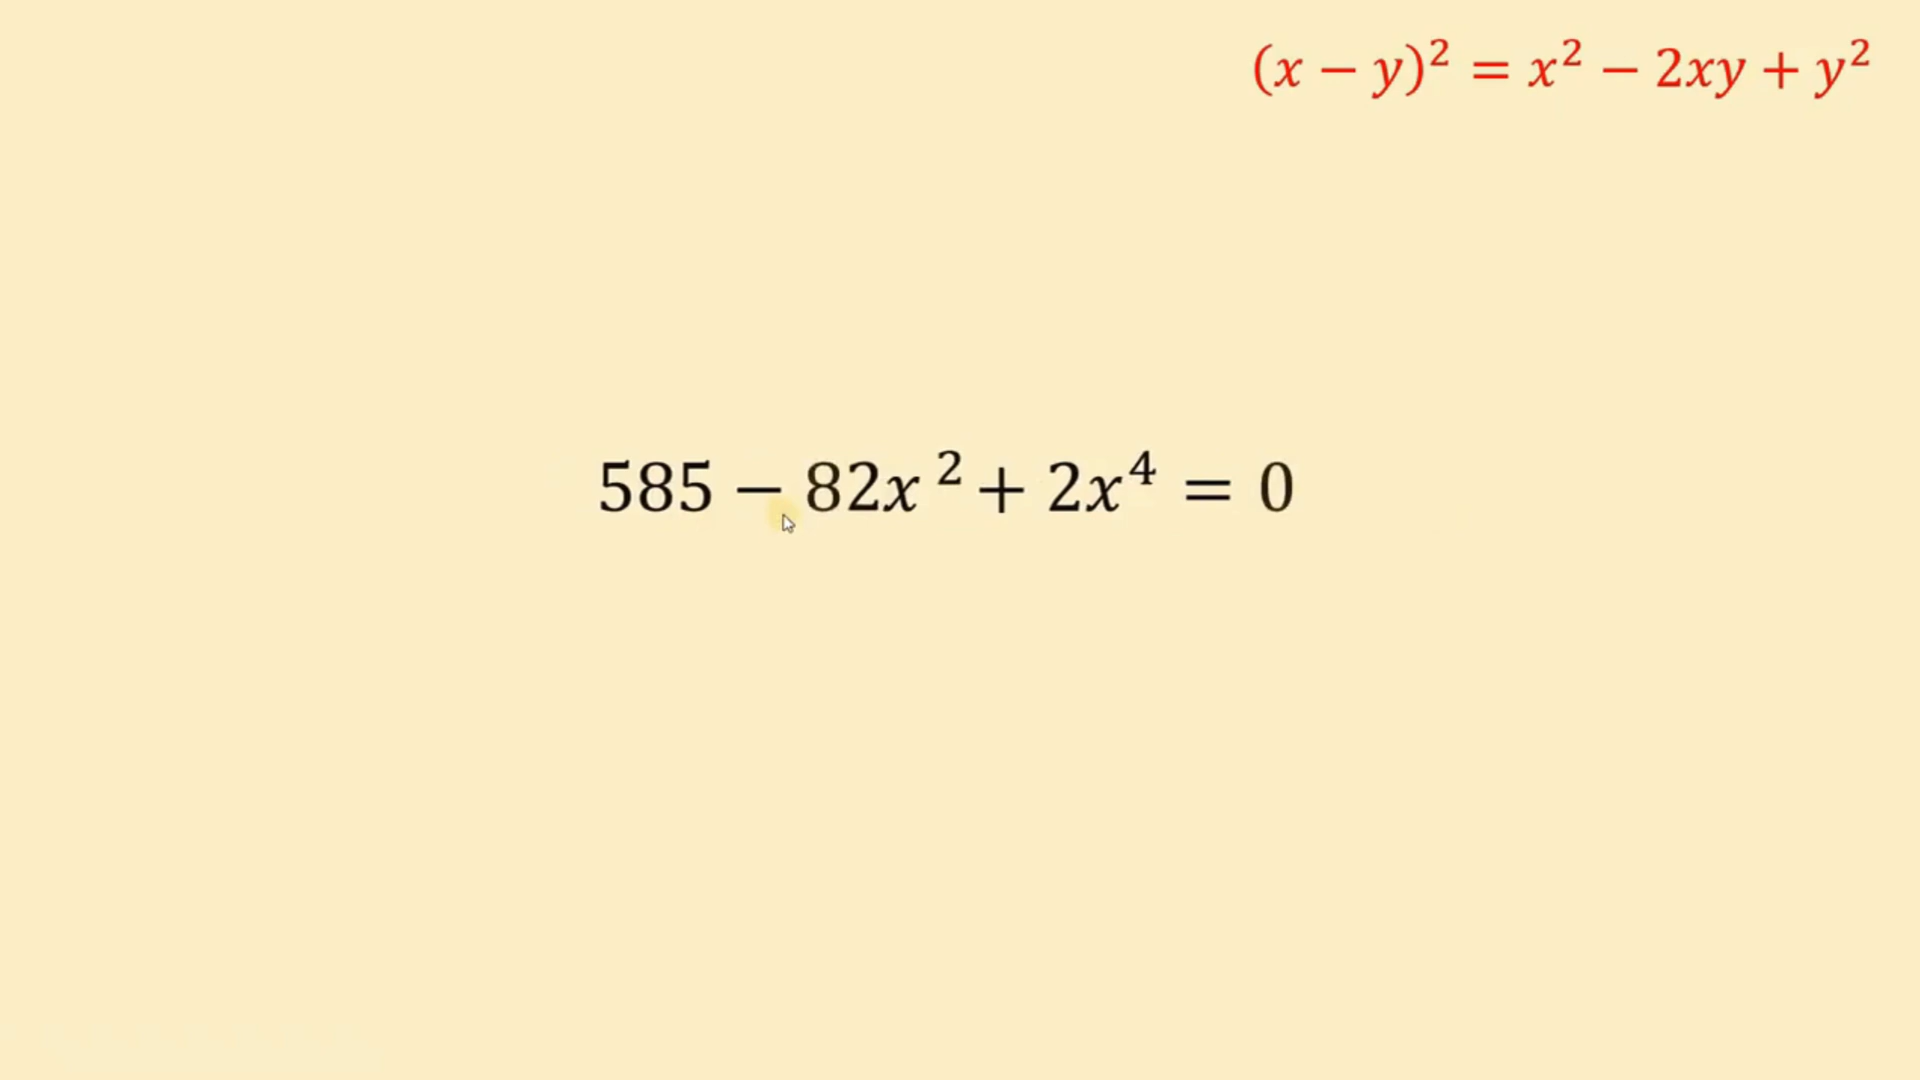 (x − y)² = x² − 2xy + y²
585 − 82x² + 2x⁴ = 0